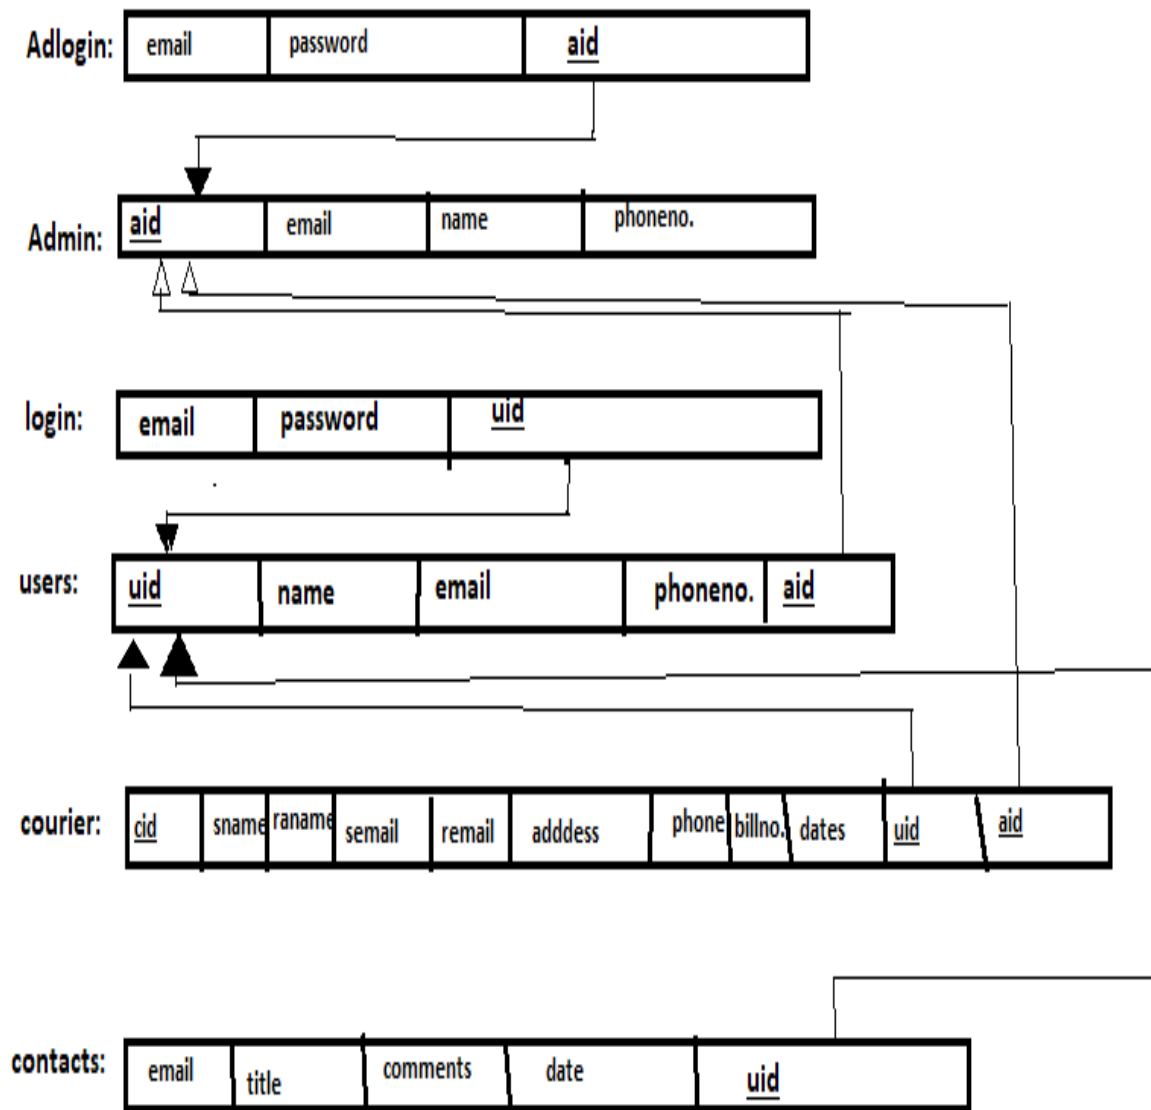 Adlogin: email password aid
Admin: aid email name phoneno.
login: email password uid
users: uid name email phoneno. aid
courier: cid sname raname semail remail adddess phone billno. dates uid aid
contacts: email title comments date uid